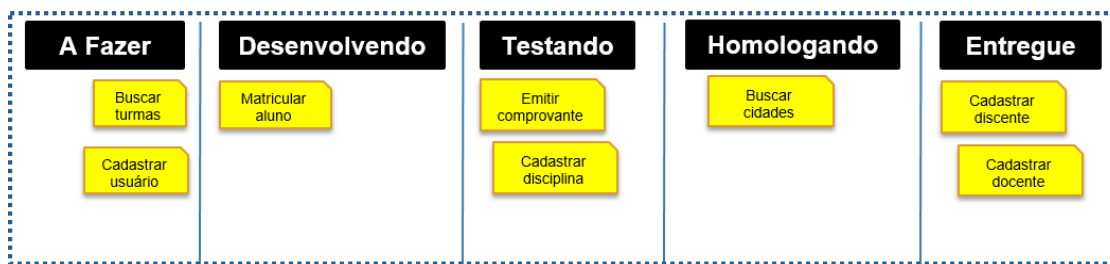 A Fazer
Desenvolvendo
Testando
Homologando
Entregue
Buscar
turmas
Cadastrar
usuário
Matricular
aluno
Emitir
comprovante
Cadastrar
disciplina
Buscar
cidades
Cadastrar
discente
Cadastrar
docente